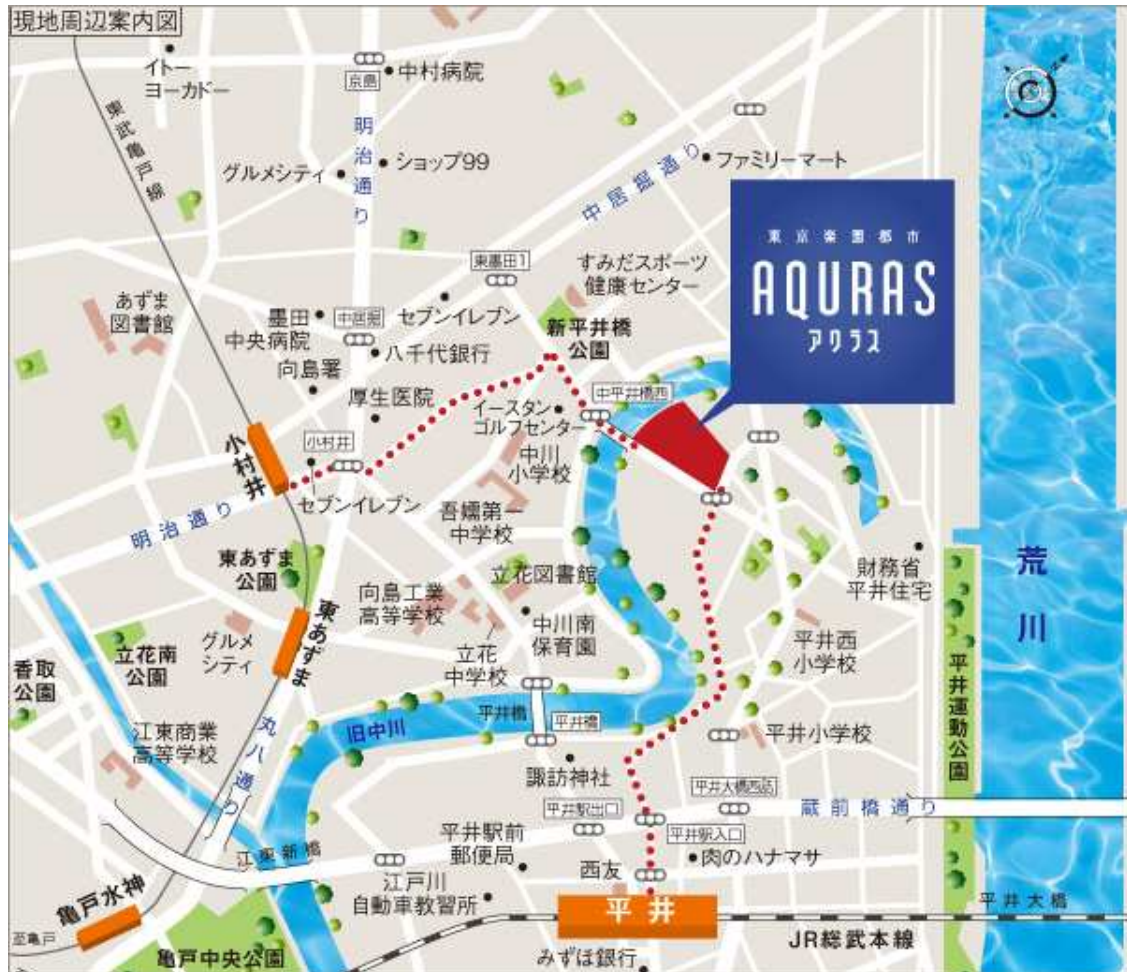 現地周辺案内図
イトー
ヨーカドー
京島
中村病院
東武亀戸線
明治通り
グルメシティ
ショップ99
中居掘通り
ファミリーマート
東京楽園都市
AQURAS
アクラス
東墨田1
すみだスポーツ
健康センター
あずま
図書館
墨田
中央病院
中居掘
セブンイレブン
新平井橋
公園
八千代銀行
向島署
厚生医院
中平井橋西
イースタン
ゴルフセンター
小村井
小村井
中川
小学校
セブンイレブン
明治通り
吾嬬第一
中学校
東あずま
公園
向島工業
高等学校
立花図書館
財務省
平井住宅
荒川
グルメ
シティ
東あずま
中川南
保育園
平井西
小学校
香取
公園
立花南
公園
立花
中学校
平井運動公園
平井橋
平井橋
旧中川
江東商業
高等学校
丸八通り
平井小学校
諏訪神社
平井大橋西詰
平井駅出口
蔵前橋通り
平井駅入口
江東新橋
平井駅前
郵便局
肉のハナマサ
西友
江戸川
自動車教習所
亀戸水神
平井
平井大橋
至亀戸
JR総武本線
亀戸中央公園
みずほ銀行